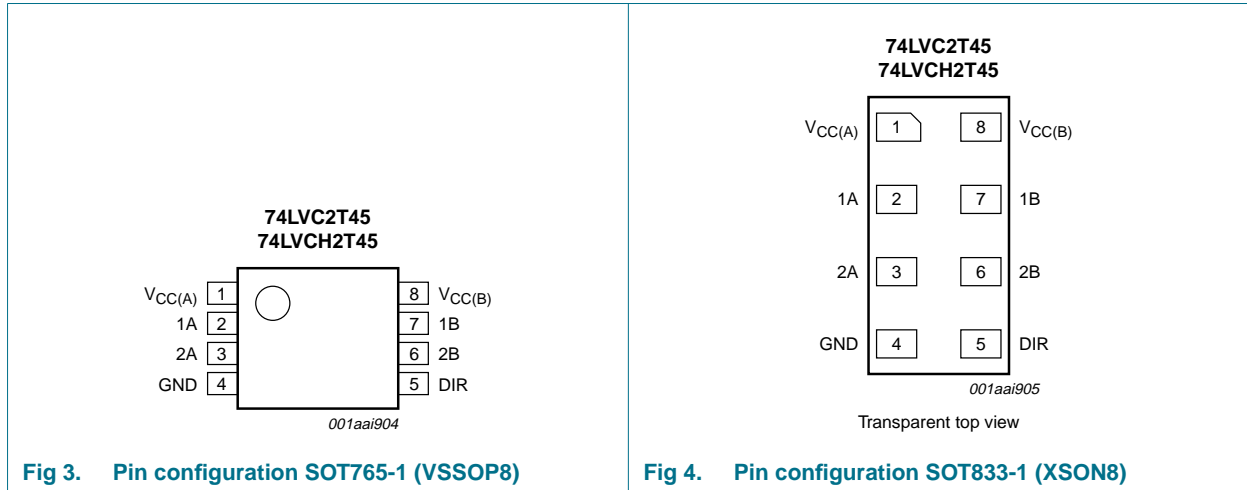 74LVC2T45
74LVCH2T45
VCC(A) 1 8 VCC(B)
1A 2 7 1B
2A 3 6 2B
GND 4 5 DIR
001aai904
Fig 3. Pin configuration SOT765-1 (VSSOP8)
74LVC2T45
74LVCH2T45
VCC(A) 1 8 VCC(B)
1A 2 7 1B
2A 3 6 2B
GND 4 5 DIR
001aai905
Transparent top view
Fig 4. Pin configuration SOT833-1 (XSON8)